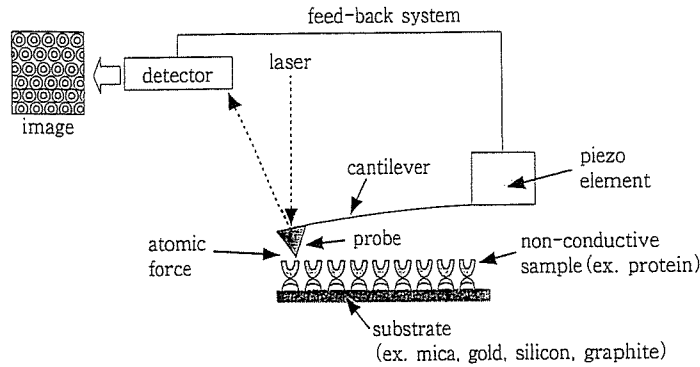 feed-back system
laser
detector
image
cantilever
piezo
element
atomic
force
probe
non-conductive
sample (ex. protein)
substrate
(ex. mica, gold, silicon, graphite)